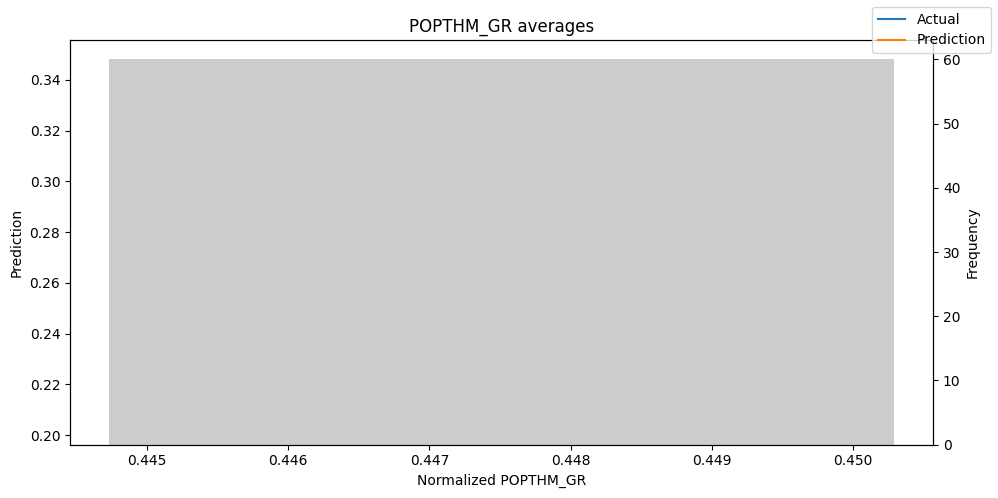 POPTHM_GR averages
Actual
Prediction
0.34
0.32
0.30
0.28
0.26
0.24
0.22
0.20
Prediction
60
50
40
30
20
10
0
Frequency
0.445 0.446 0.447 0.448 0.449 0.450
Normalized POPTHM_GR